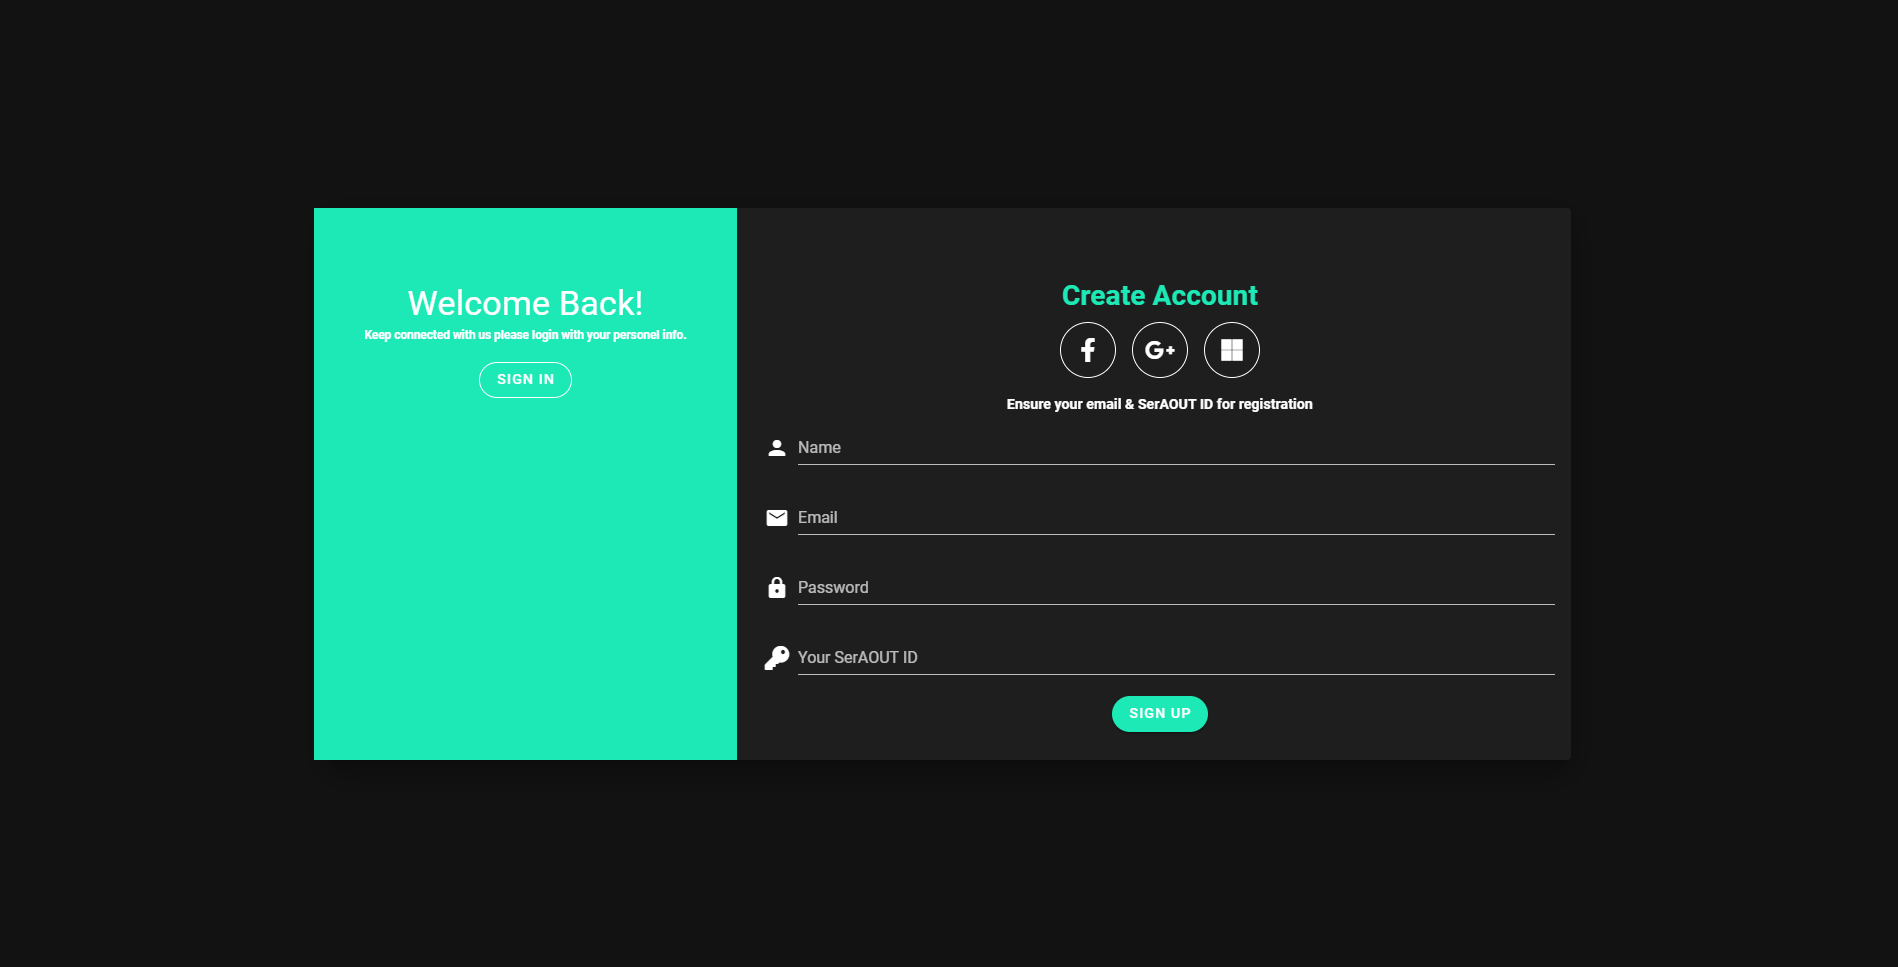 Welcome Back!
Keep connected with us please login with your personel info.
SIGN IN
Create Account
G+
Ensure your email & SerAOUT ID for registration
Name
Email
Password
Your SerAOUT ID
SIGN UP